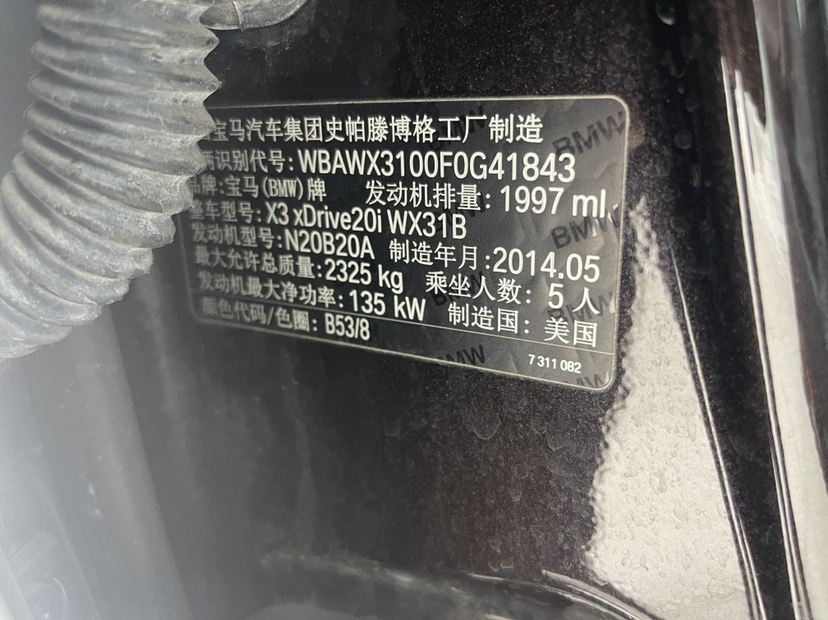 宝马汽车集团史帕滕博格工厂制造
辆识别代号: WBAWX3100F0G41843
品牌: 宝马(BMW)牌 发动机排量: 1997 ml
整车型号: X3 xDrive20i WX31B
发动机型号: N20B20A 制造年月: 2014.05
最大允许总质量: 2325 kg 乘坐人数: 5 人
发动机最大净功率: 135 kW 制造国: 美国
颜色代码/色圈: B53/8
7 311 082
BMW
BMW
BMW
BMW